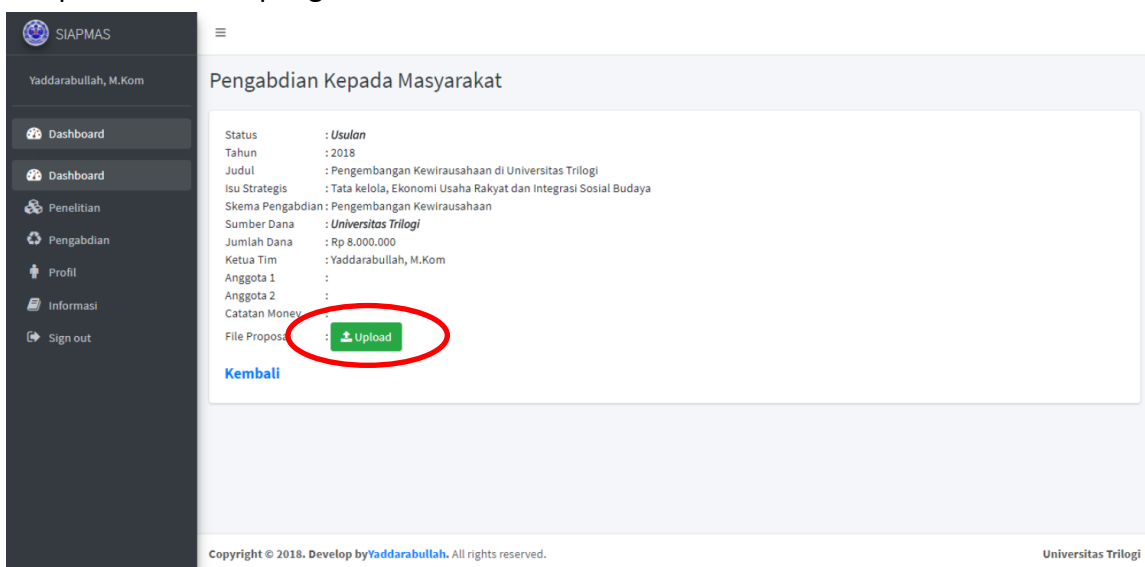 SIAPMAS
Yaddarabullah, M.Kom
Dashboard
Dashboard
Penelitian
Pengabdian
Profil
Informasi
Sign out
Pengabdian Kepada Masyarakat
Status : Usulan
Tahun : 2018
Judul : Pengembangan Kewirausahaan di Universitas Trilogi
Isu Strategis : Tata kelola, Ekonomi Usaha Rakyat dan Integrasi Sosial Budaya
Skema Pengabdian : Pengembangan Kewirausahaan
Sumber Dana : Universitas Trilogi
Jumlah Dana : Rp 8.000.000
Ketua Tim : Yaddarabullah, M.Kom
Anggota 1 :
Anggota 2 :
Catatan Monev :
File Proposal : Upload
Kembali
Copyright © 2018. Develop byYaddarabullah. All rights reserved.
Universitas Trilogi